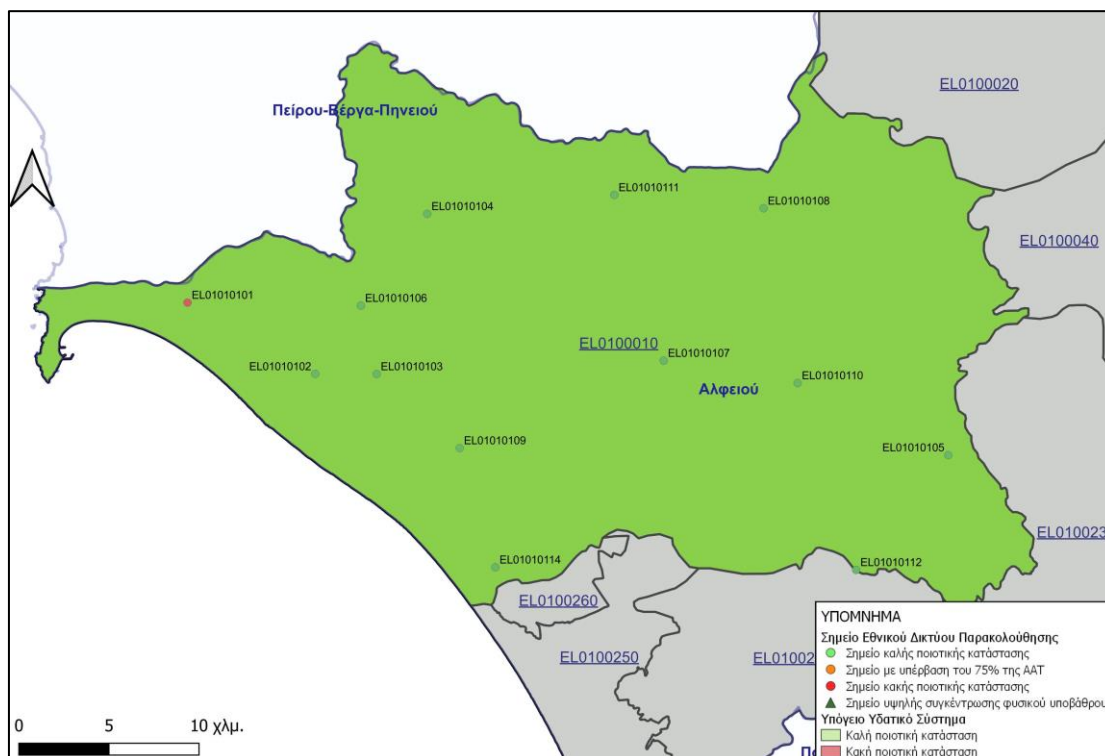 EL0100020
Πείρου-Βέργα-Πηνειού
EL01010111
EL01010104
EL01010108
EL0100040
EL01010101
EL01010106
EL0100010
EL01010107
EL01010102
EL01010103
EL01010110
Αλφειού
EL01010109
EL01010105
EL010023
EL01010114
EL01010112
EL0100260
EL0100250
EL01002
ΥΠΟΜΝΗΜΑ
Σημείο Εθνικού Δικτύου Παρακολούθησης
Σημείο καλής ποιοτικής κατάστασης
Σημείο με υπέρβαση του 75% της ΑΑΤ
Σημείο κακής ποιοτικής κατάστασης
Σημείο υψηλής συγκέντρωσης φυσικού υποβάθρου
Υπόγειο Υδατικό Σύστημα
Καλή ποιοτική κατάσταση
Κακή ποιοτική κατάσταση
0 5 10 χλμ.